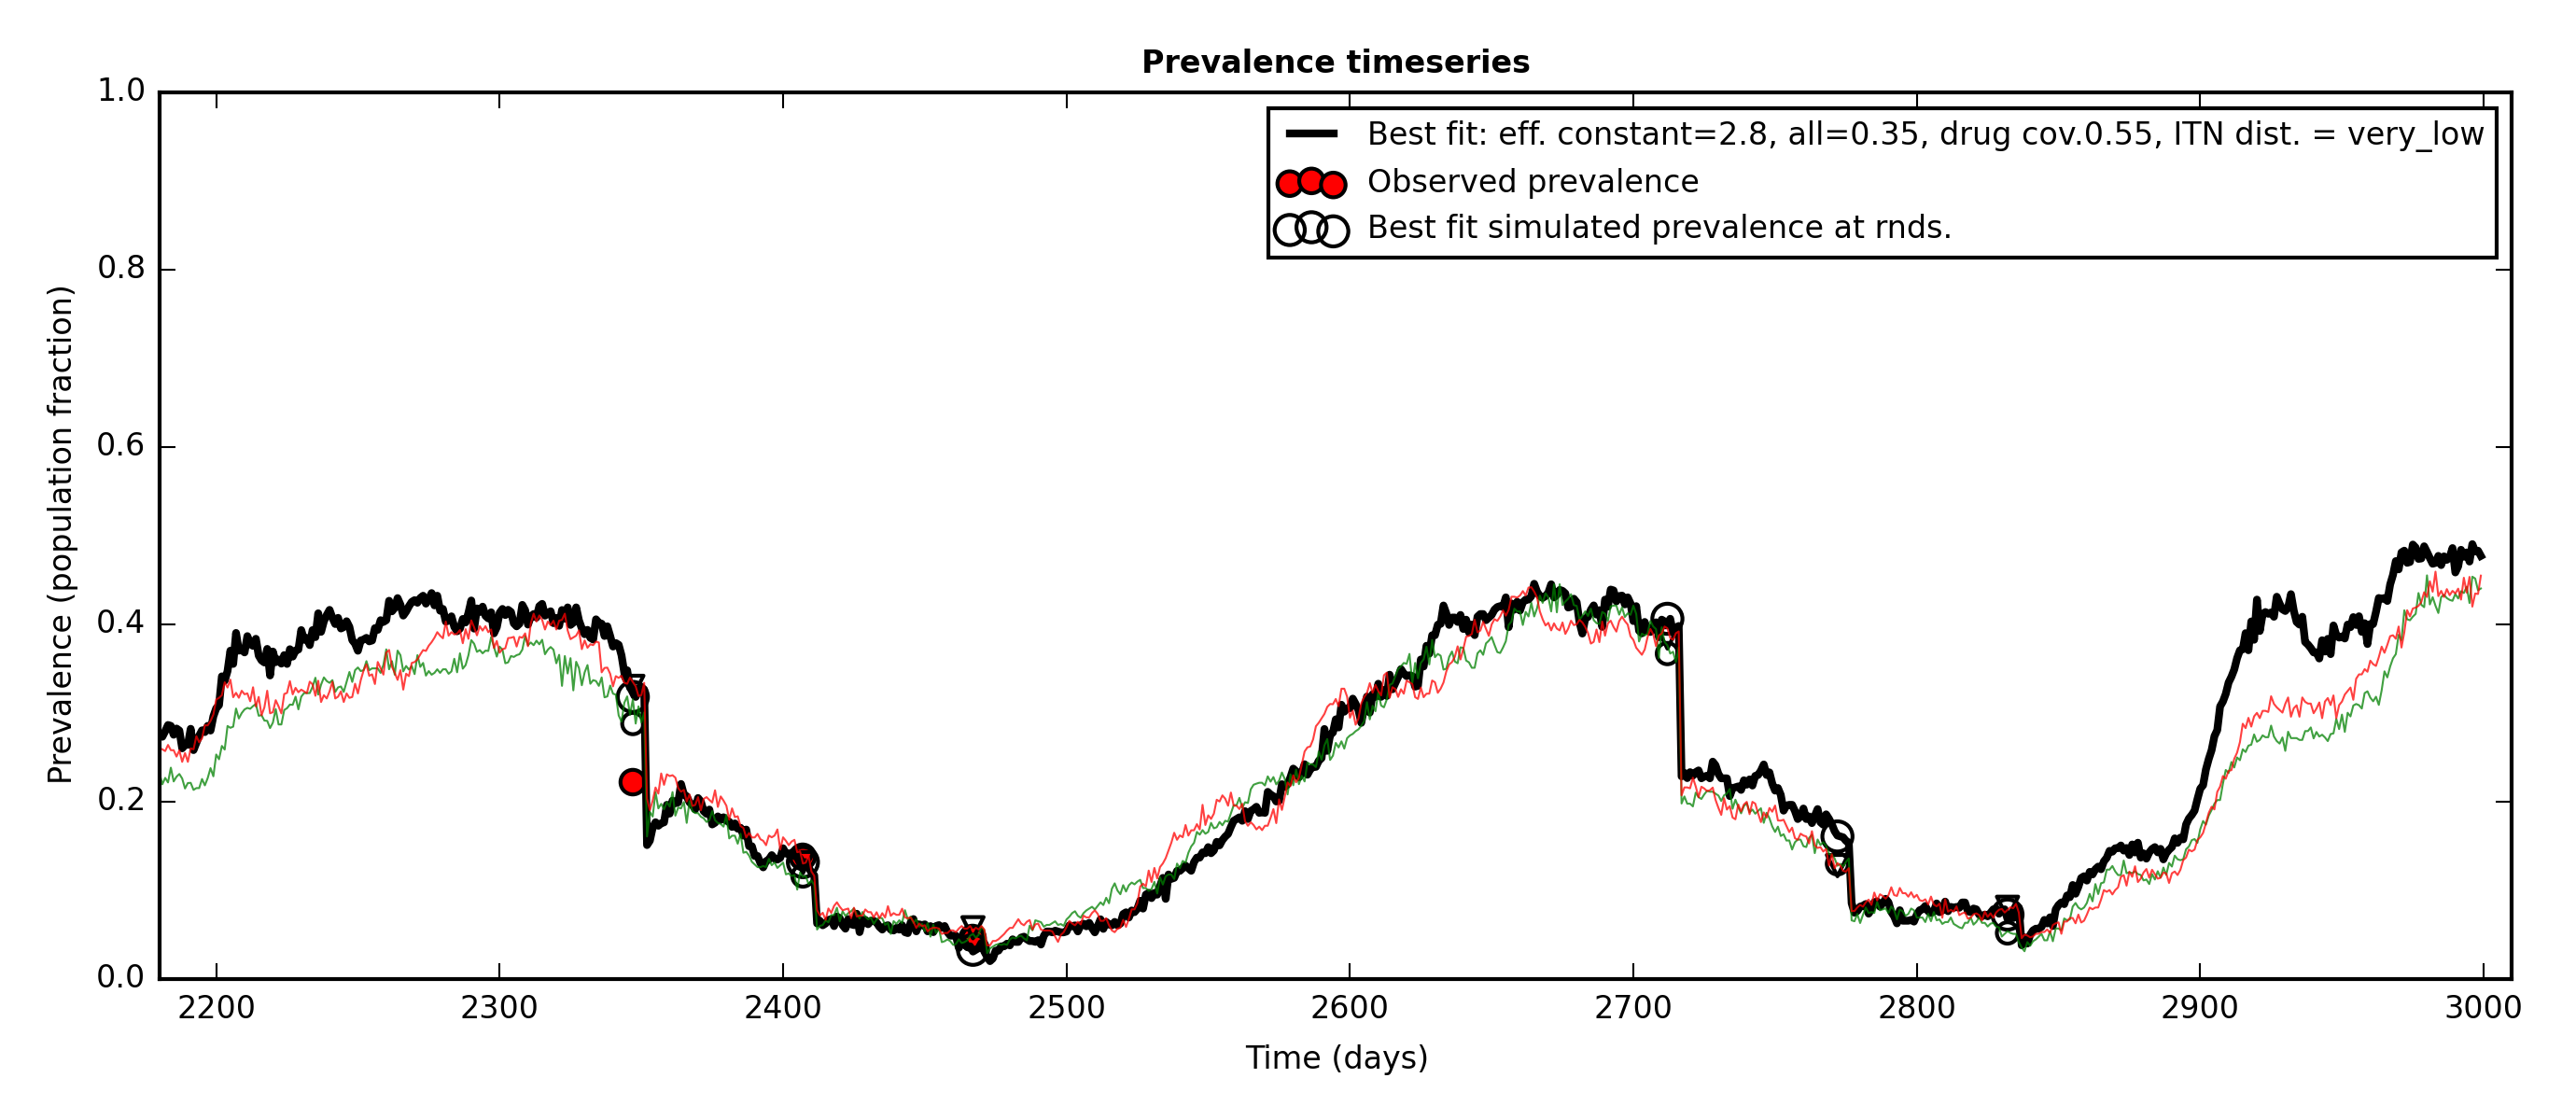 Prevalence timeseries
Best fit: eff. constant=2.8, all=0.35, drug cov.0.55, ITN dist. = very_low
Observed prevalence
Best fit simulated prevalence at rnds.
Prevalence (population fraction)
1.0
0.8
0.6
0.4
0.2
0.0
2200 2300 2400 2500 2600 2700 2800 2900 3000
Time (days)